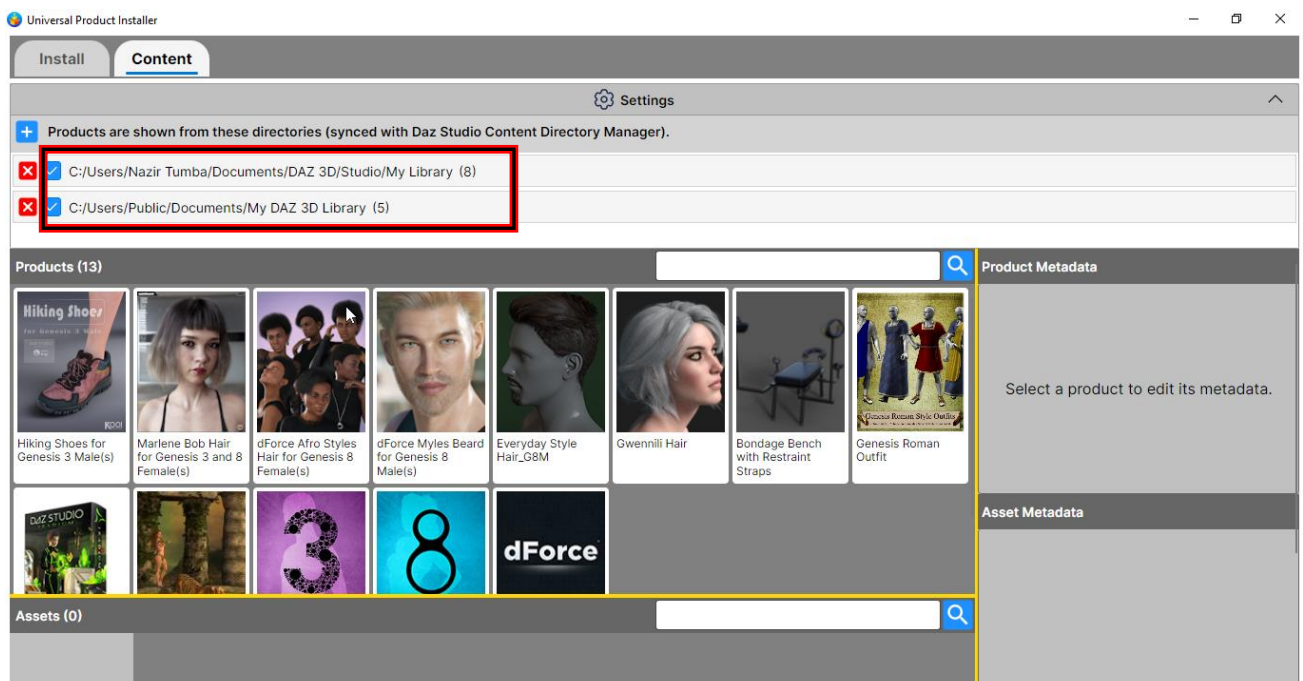 Universal Product Installer
Install
Content
Settings
Products are shown from these directories (synced with Daz Studio Content Directory Manager).
C:/Users/Nazir Tumba/Documents/DAZ 3D/Studio/My Library (8)
C:/Users/Public/Documents/My DAZ 3D Library (5)
Products (13)
Product Metadata
Hiking Shoes
for Genesis 3 Male
Hiking Shoes for
Genesis 3 Male(s)
Marlene Bob Hair
for Genesis 3 and 8
Female(s)
dForce Afro Styles
Hair for Genesis 8
Female(s)
dForce Myles Beard
for Genesis 8
Male(s)
Everyday Style
Hair_G8M
Gwennili Hair
Bondage Bench
with Restraint
Straps
Genesis Roman Style Outfits
Genesis Roman
Outfit
Select a product to edit its metadata.
DAZ STUDIO
3
8
dForce
Asset Metadata
Assets (0)